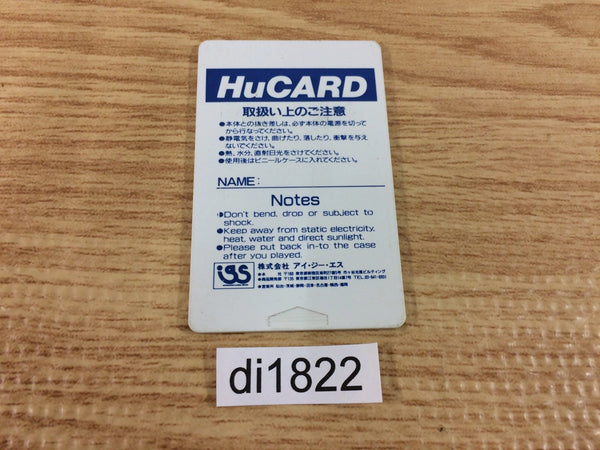 HuCARD
取扱い上のご注意
●本体との抜き差しは、必ず本体の電源を切って
から行なってください。
●静電気をさけ、曲げたり、落したり、衝撃を与え
ないでください。
●熱、水分、直射日光をさけてください。
●使用後はビニールケースに入れてください。
NAME:
Notes
●Don't bend, drop or subject to
shock.
●Keep away from static electricity,
heat, water and direct sunlight.
●Please put back in-to the case
after you played.
igs 株式会社 アイ・ジー・エス
di1822